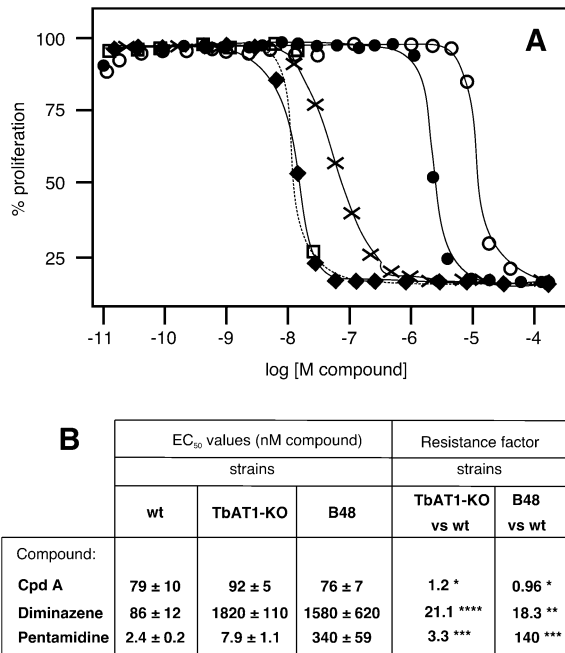 A
100
75
50
25
% proliferation
-11 -10 -9 -8 -7 -6 -5 -4
log [M compound]
B
EC50 values (nM compound) Resistance factor
strains strains
wt TbAT1-KO B48 TbAT1-KO vs wt B48 vs wt
Compound:
Cpd A 79 ± 10 92 ± 5 76 ± 7 1.2 * 0.96 *
Diminazene 86 ± 12 1820 ± 110 1580 ± 620 21.1 **** 18.3 **
Pentamidine 2.4 ± 0.2 7.9 ± 1.1 340 ± 59 3.3 *** 140 ***